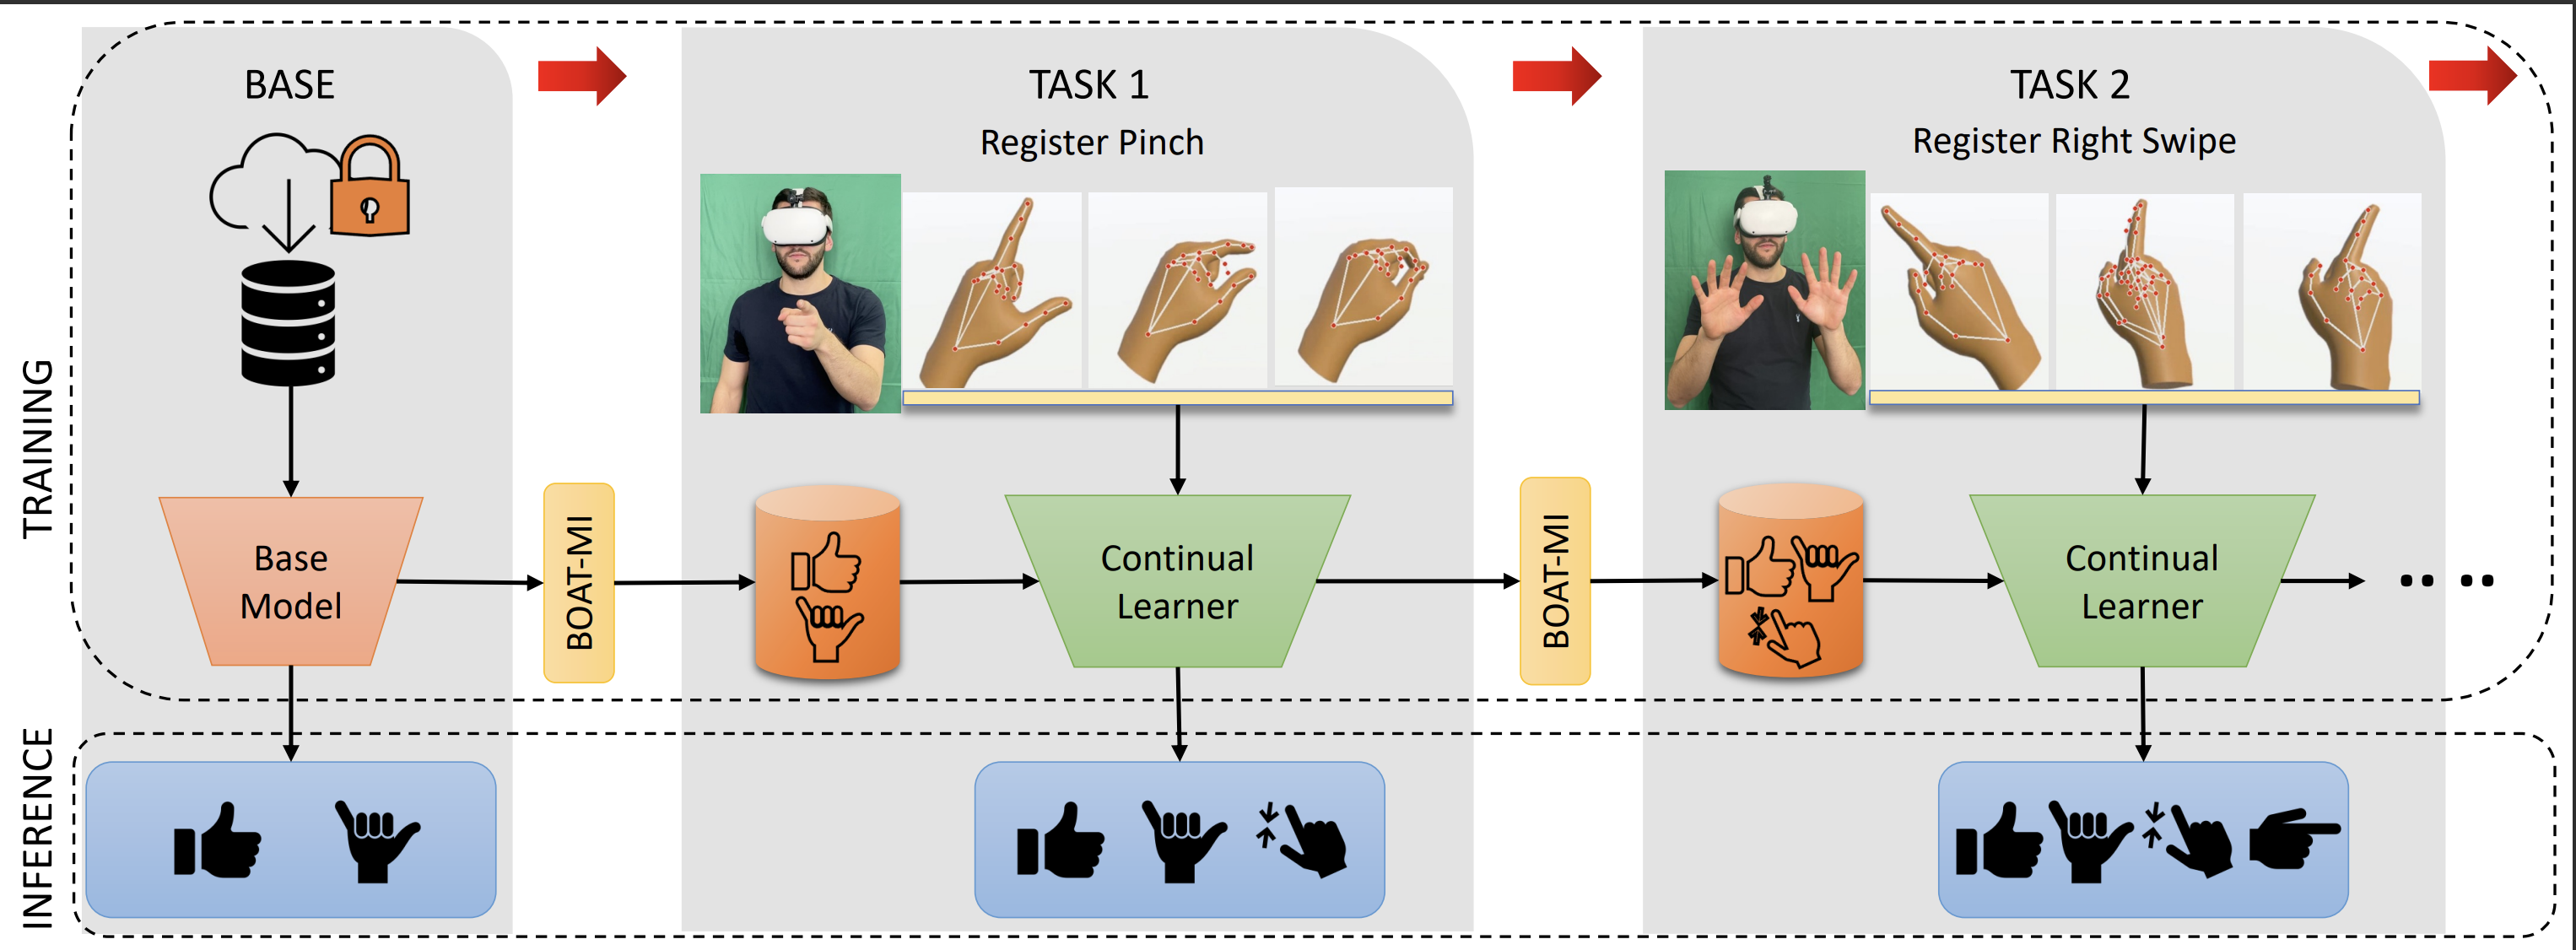 TRAINING
INFERENCE
BASE
Base
Model
BOAT-MI
TASK 1
Register Pinch
Continual
Learner
BOAT-MI
TASK 2
Register Right Swipe
Continual
Learner